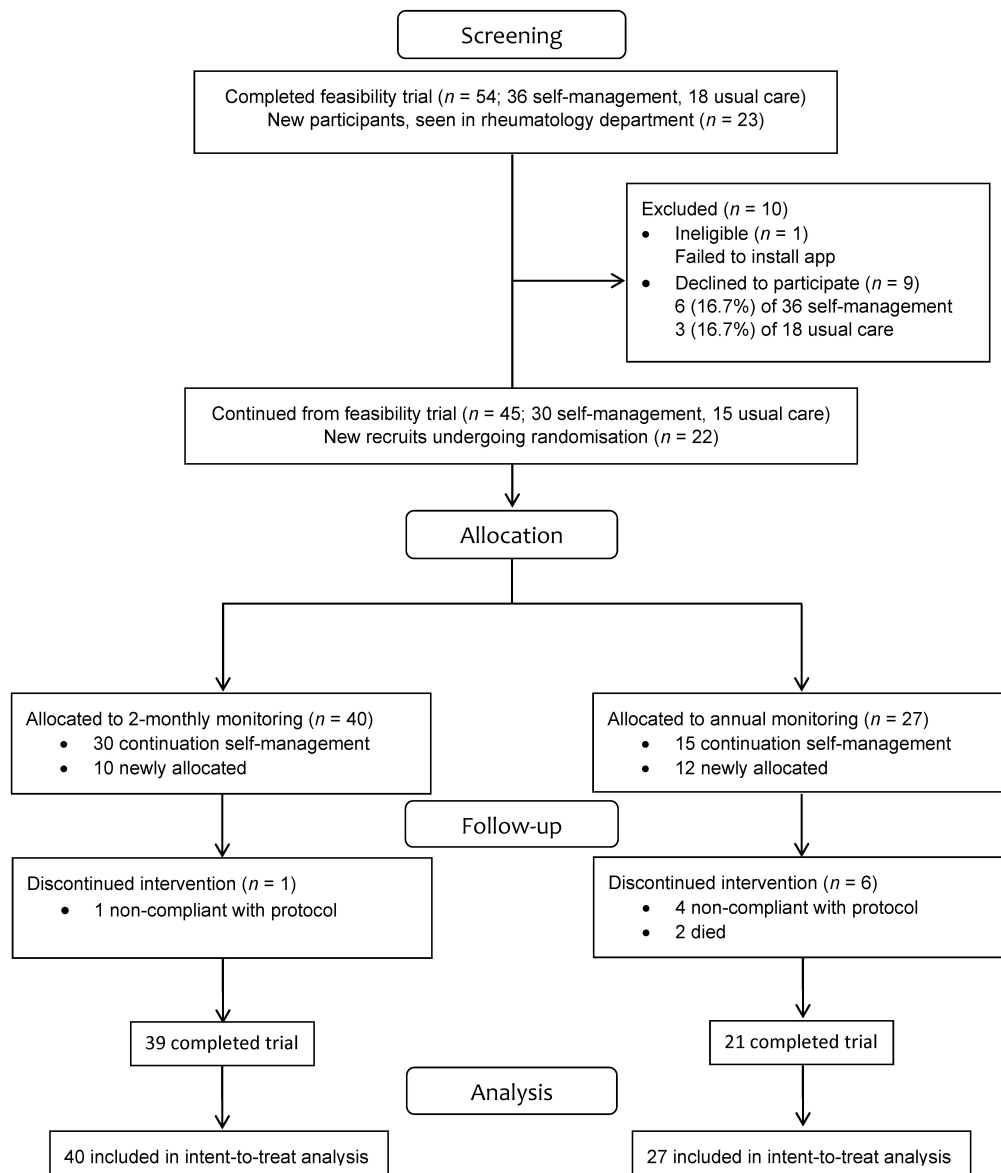 Screening
Completed feasibility trial (n = 54; 36 self-management, 18 usual care)
New participants, seen in rheumatology department (n = 23)
Excluded (n = 10)
• Ineligible (n = 1)
Failed to install app
• Declined to participate (n = 9)
6 (16.7%) of 36 self-management
3 (16.7%) of 18 usual care
Continued from feasibility trial (n = 45; 30 self-management, 15 usual care)
New recruits undergoing randomisation (n = 22)
Allocation
Allocated to 2-monthly monitoring (n = 40)
• 30 continuation self-management
• 10 newly allocated
Allocated to annual monitoring (n = 27)
• 15 continuation self-management
• 12 newly allocated
Follow-up
Discontinued intervention (n = 1)
• 1 non-compliant with protocol
Discontinued intervention (n = 6)
• 4 non-compliant with protocol
• 2 died
39 completed trial
21 completed trial
Analysis
40 included in intent-to-treat analysis
27 included in intent-to-treat analysis